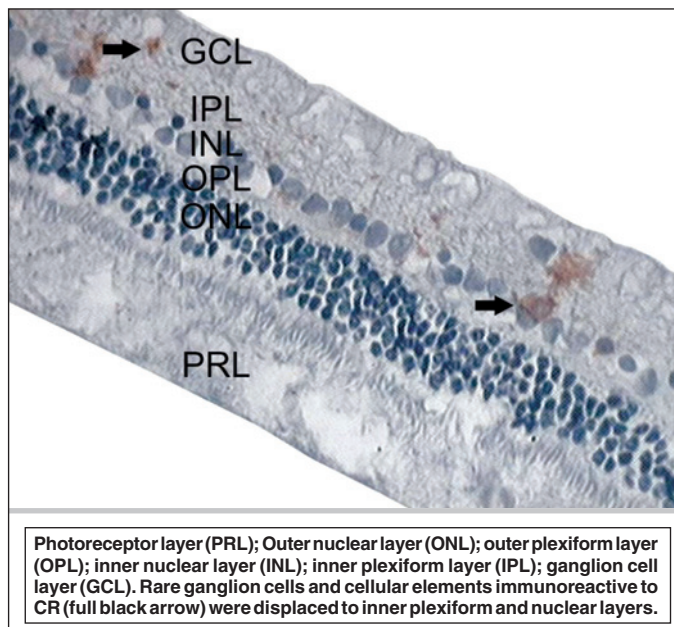 GCL
IPL
INL
OPL
ONL
PRL
Photoreceptor layer (PRL); Outer nuclear layer (ONL); outer plexiform layer
(OPL); inner nuclear layer (INL); inner plexiform layer (IPL); ganglion cell
layer (GCL). Rare ganglion cells and cellular elements immunoreactive to
CR (full black arrow) were displaced to inner plexiform and nuclear layers.